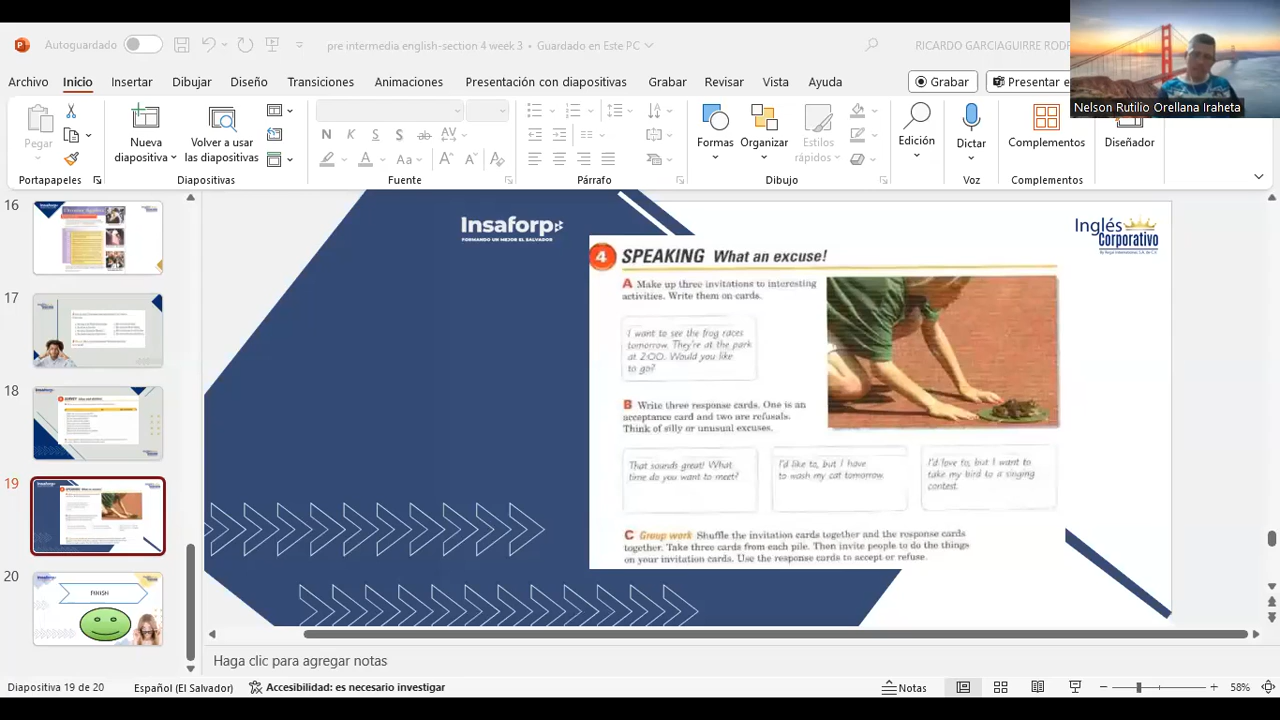 Autoguardado
pre intermedia english-section 4 week 3 • Guardado en Este PC
RICARDO GARCIAGUIRRE
Nelson Rutilio Orellana Iraheta
Archivo Inicio Insertar Dibujar Diseño Transiciones Animaciones Presentación con diapositivas Grabar Revisar Vista Ayuda
Grabar
Presentar
Pegar
Nueva diapositiva
Volver a usar las diapositivas
N K S S ab AV
A Aa A A A
Formas
Organizar
Estilos rápidos
Edición
Dictar
Complementos
Diseñador
Portapapeles Diapositivas Fuente Párrafo Dibujo Voz Complementos
16
17
18
19
20
FINISH
Insaforp
FORMANDO UN MEJOR EL SALVADOR
Inglés
Corporativo
4 SPEAKING What an excuse!
A Make up three invitations to interesting
activities. Write them on cards.
I want to see the frog races
tomorrow. They're at the park
at 2:00. Would you like
to go?
B Write three response cards. One is an
acceptance card and two are refusals.
Think of silly or unusual excuses.
That sounds great! What
time do you want to meet?
I'd like to, but I have
to wash my cat tomorrow.
I'd love to, but I want to
take my bird to a singing
contest.
C Group work Shuffle the invitation cards together and the response cards
together. Take three cards from each pile. Then invite people to do the things
on your invitation cards. Use the response cards to accept or refuse.
Haga clic para agregar notas
Diapositiva 19 de 20
Español (El Salvador)
Accesibilidad: es necesario investigar
Notas
58%